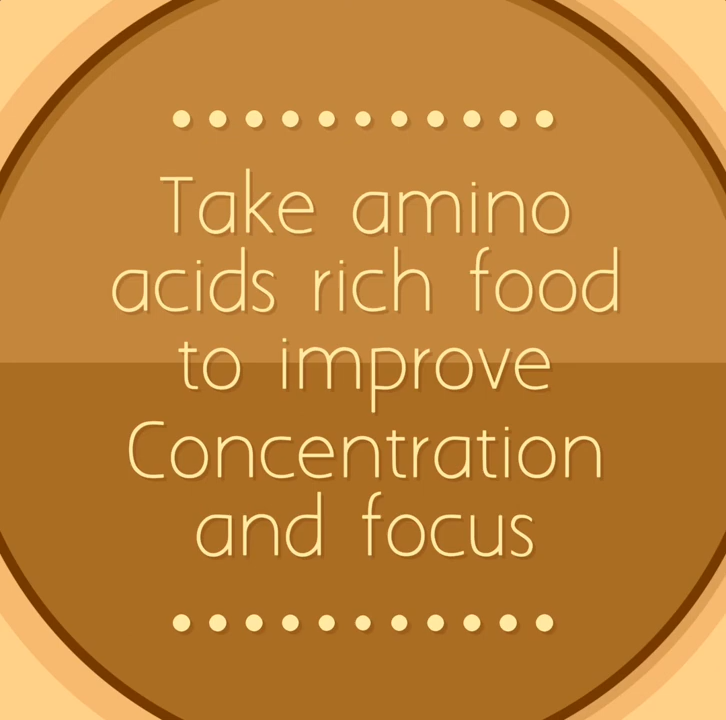 Take amino
acids rich food
to improve
Concentration
and focus